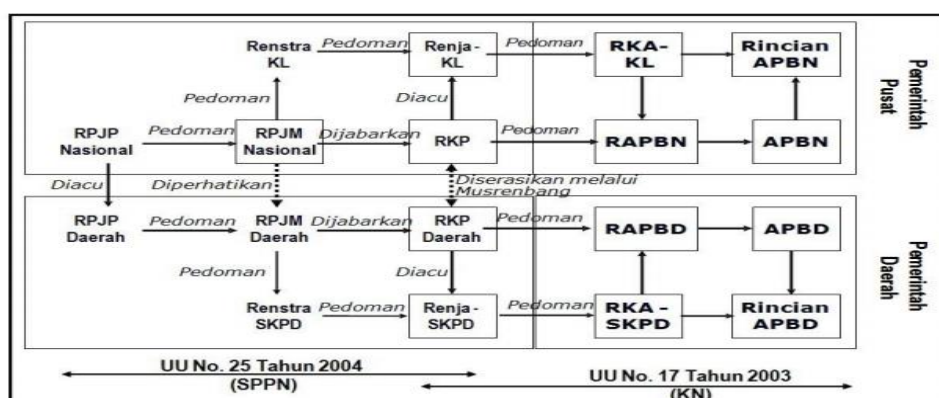 Renstra
KL
Pedoman
Renja-
KL
Pedoman
RKA-
KL
Rincian
APBN
Pedoman
Diacu
RPJP
Nasional
Pedoman
RPJM
Nasional
Dijabarkan
RKP
Pedoman
RAPBN
APBN
Pemerintah
Pusat
Diacu
Diperhatikan
Diserasikan melalui
Musrenbang
RPJP
Daerah
Pedoman
RPJM
Daerah
Dijabarkan
RKP
Daerah
Pedoman
RAPBD
APBD
Pedoman
Diacu
Renstra
SKPD
Pedoman
Renja-
SKPD
Pedoman
RKA -
SKPD
Rincian
APBD
Pemerintah
Daerah
UU No. 25 Tahun 2004
(SPPN)
UU No. 17 Tahun 2003
(KN)